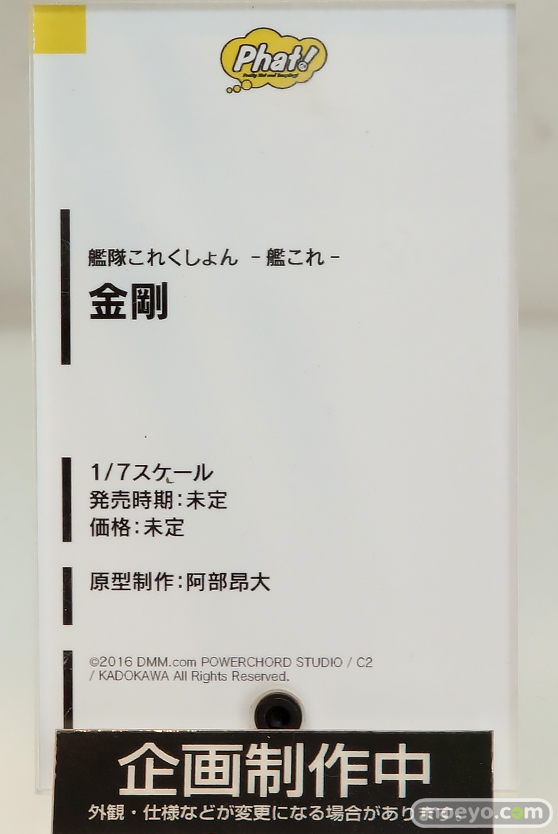 Phat!
艦隊これくしょん －艦これ－
金剛
1/7スケール
発売時期：未定
価格：未定
原型制作：阿部昂大
©2016 DMM.com POWERCHORD STUDIO / C2
/ KADOKAWA All Rights Reserved.
企画制作中
外観・仕様などが変更になる場合があります。
moeyo.com